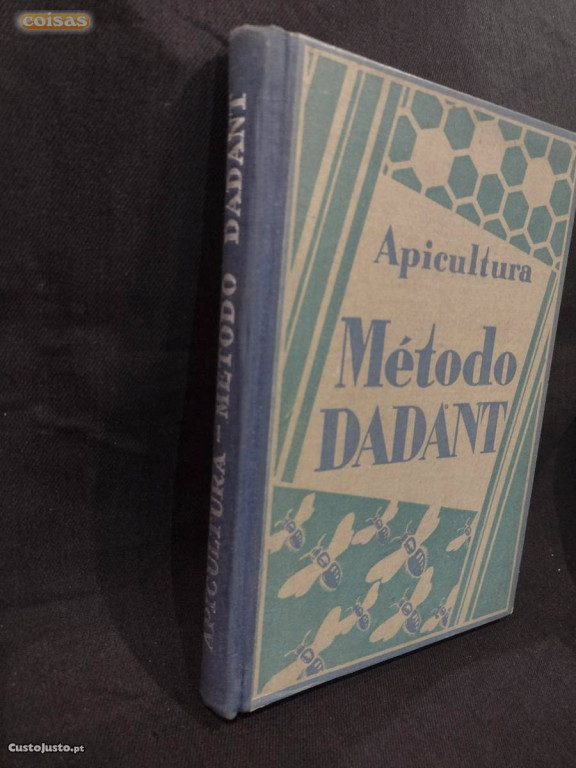 coisas
APICULTURA - MÉTODO DADANT
Apicultura
Método
DADANT
CustoJusto.pt